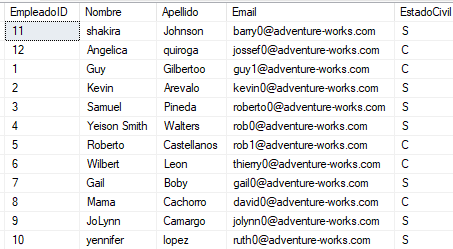 EmpleadoID Nombre Apellido Email EstadoCivil
11 shakira Johnson barry0@adventure-works.com S
12 Angelica quiroga jossef0@adventure-works.com C
1 Guy Gilbertoo guy1@adventure-works.com C
2 Kevin Arevalo kevin0@adventure-works.com S
3 Samuel Pineda roberto0@adventure-works.com S
4 Yeison Smith Walters rob0@adventure-works.com S
5 Roberto Castellanos rob1@adventure-works.com C
6 Wilbert Leon thierry0@adventure-works.com C
7 Gail Boby gail0@adventure-works.com S
8 Mama Cachorro david0@adventure-works.com C
9 JoLynn Camargo jolynn0@adventure-works.com S
10 yennifer lopez ruth0@adventure-works.com S